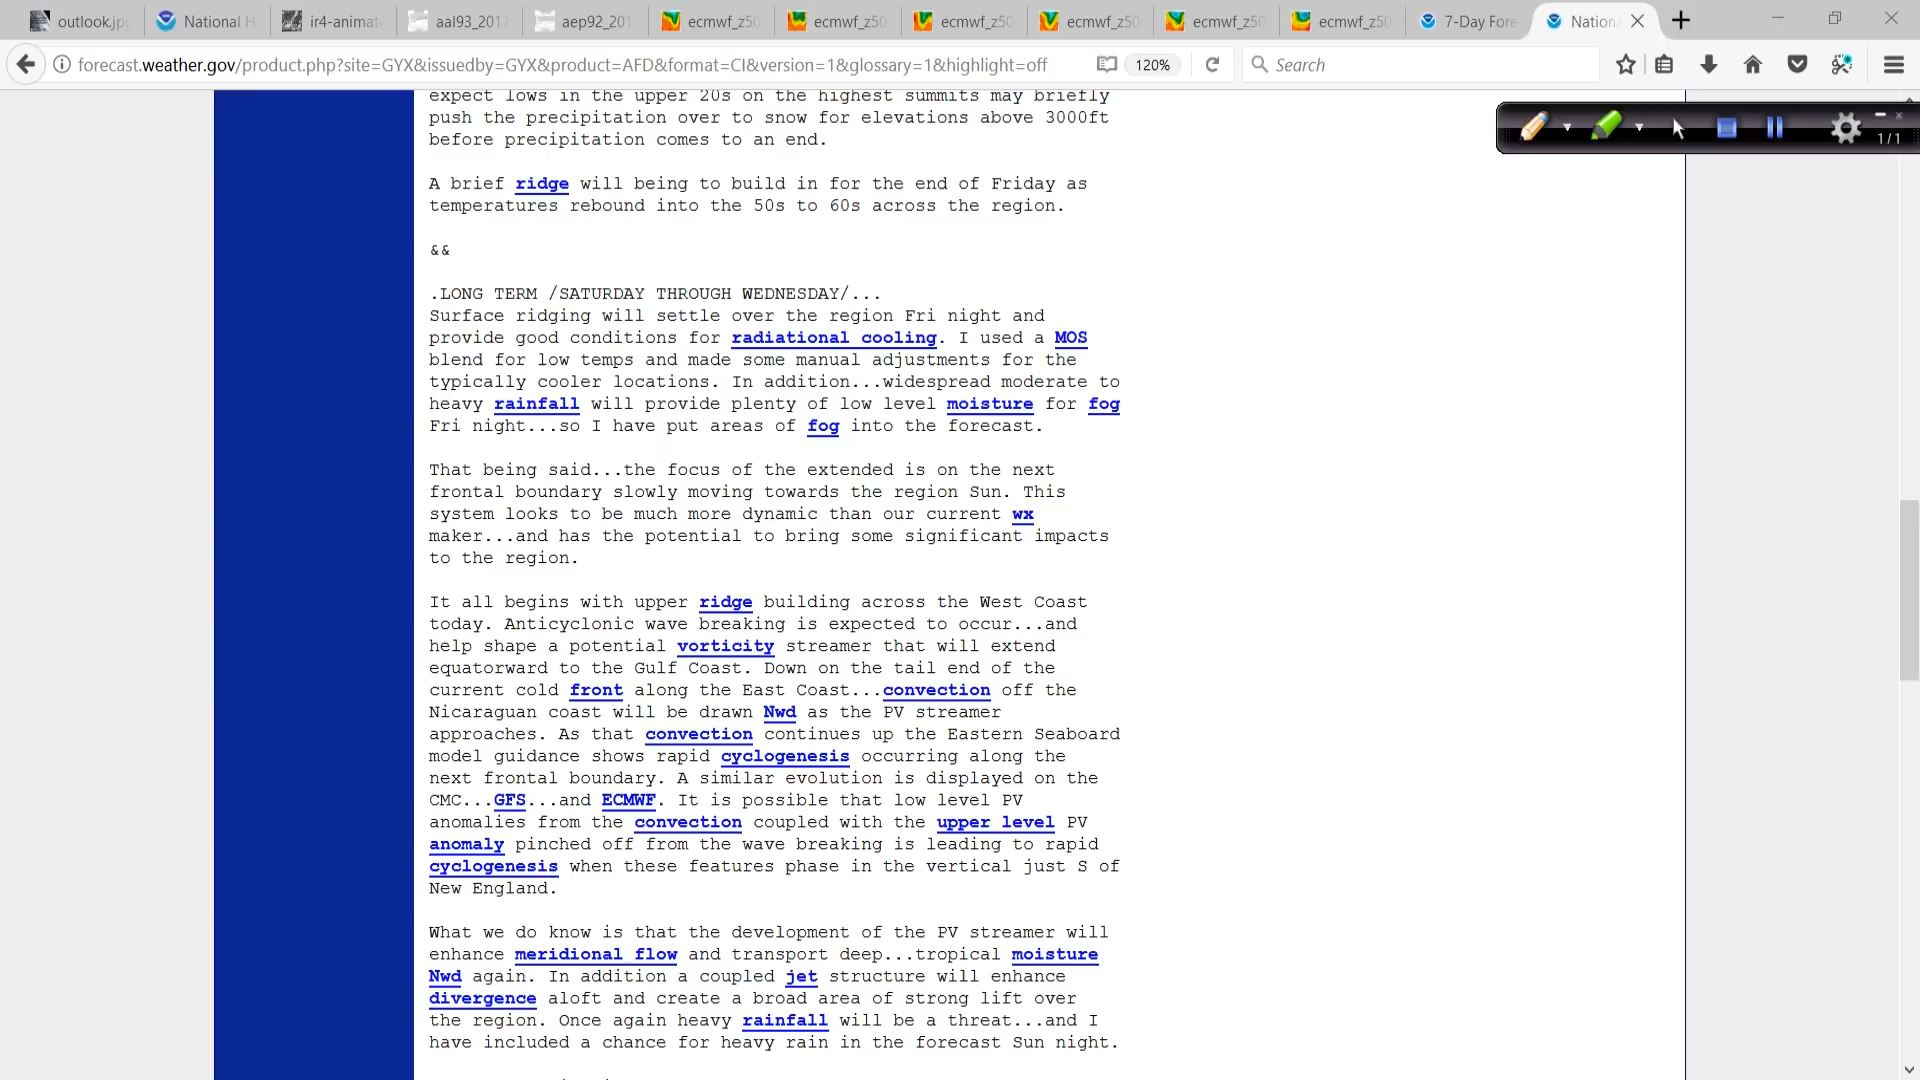 outlook.jpg
National H
ir4-animat
aal93_2017
aep92_201
ecmwf_z50
ecmwf_z50
ecmwf_z50
ecmwf_z50
ecmwf_z50
ecmwf_z50
7-Day Fore
Nationa
forecast.weather.gov/product.php?site=GYX&issuedby=GYX&product=AFD&format=CI&version=1&glossary=1&highlight=off
120%
Search
1/1
expect lows in the upper 20s on the highest summits may briefly
push the precipitation over to snow for elevations above 3000ft
before precipitation comes to an end.
A brief ridge will being to build in for the end of Friday as
temperatures rebound into the 50s to 60s across the region.
&&
.LONG TERM /SATURDAY THROUGH WEDNESDAY/...
Surface ridging will settle over the region Fri night and
provide good conditions for radiational cooling. I used a MOS
blend for low temps and made some manual adjustments for the
typically cooler locations. In addition...widespread moderate to
heavy rainfall will provide plenty of low level moisture for fog
Fri night...so I have put areas of fog into the forecast.
That being said...the focus of the extended is on the next
frontal boundary slowly moving towards the region Sun. This
system looks to be much more dynamic than our current wx
maker...and has the potential to bring some significant impacts
to the region.
It all begins with upper ridge building across the West Coast
today. Anticyclonic wave breaking is expected to occur...and
help shape a potential vorticity streamer that will extend
equatorward to the Gulf Coast. Down on the tail end of the
current cold front along the East Coast...convection off the
Nicaraguan coast will be drawn Nwd as the PV streamer
approaches. As that convection continues up the Eastern Seaboard
model guidance shows rapid cyclogenesis occurring along the
next frontal boundary. A similar evolution is displayed on the
CMC...GFS...and ECMWF. It is possible that low level PV
anomalies from the convection coupled with the upper level PV
anomaly pinched off from the wave breaking is leading to rapid
cyclogenesis when these features phase in the vertical just S of
New England.
What we do know is that the development of the PV streamer will
enhance meridional flow and transport deep...tropical moisture
Nwd again. In addition a coupled jet structure will enhance
divergence aloft and create a broad area of strong lift over
the region. Once again heavy rainfall will be a threat...and I
have included a chance for heavy rain in the forecast Sun night.